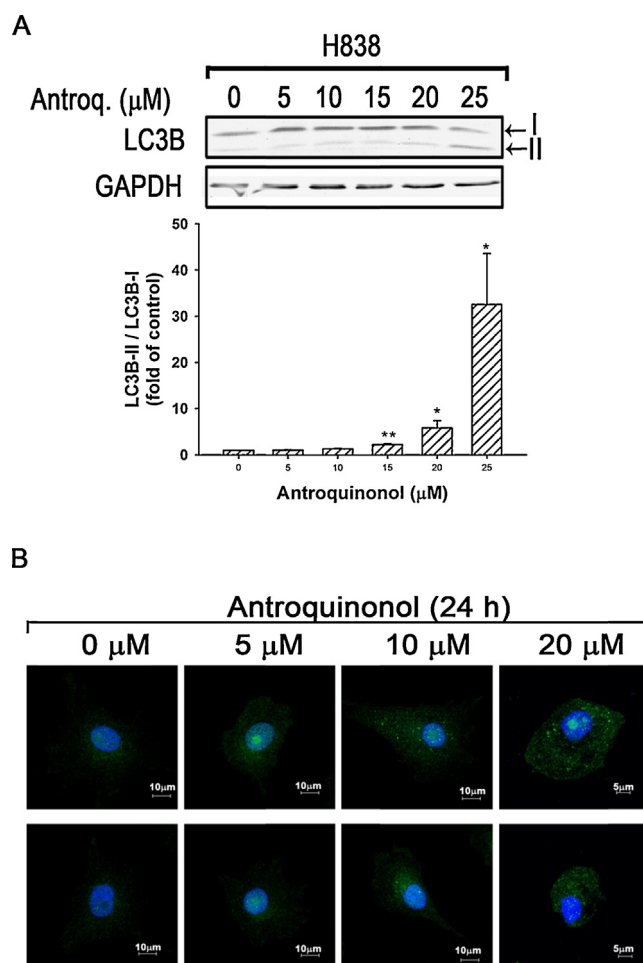 A
H838
Antroq. (μM) 0 5 10 15 20 25
LC3B
I
II
GAPDH
LC3B-II / LC3B-I
(fold of control)
50
40
30
20
10
0
** * *
0 5 10 15 20 25
Antroquinonol (μM)
B
Antroquinonol (24 h)
0 μM 5 μM 10 μM 20 μM
10μm 10μm 10μm 5μm
10μm 10μm 10μm 5μm